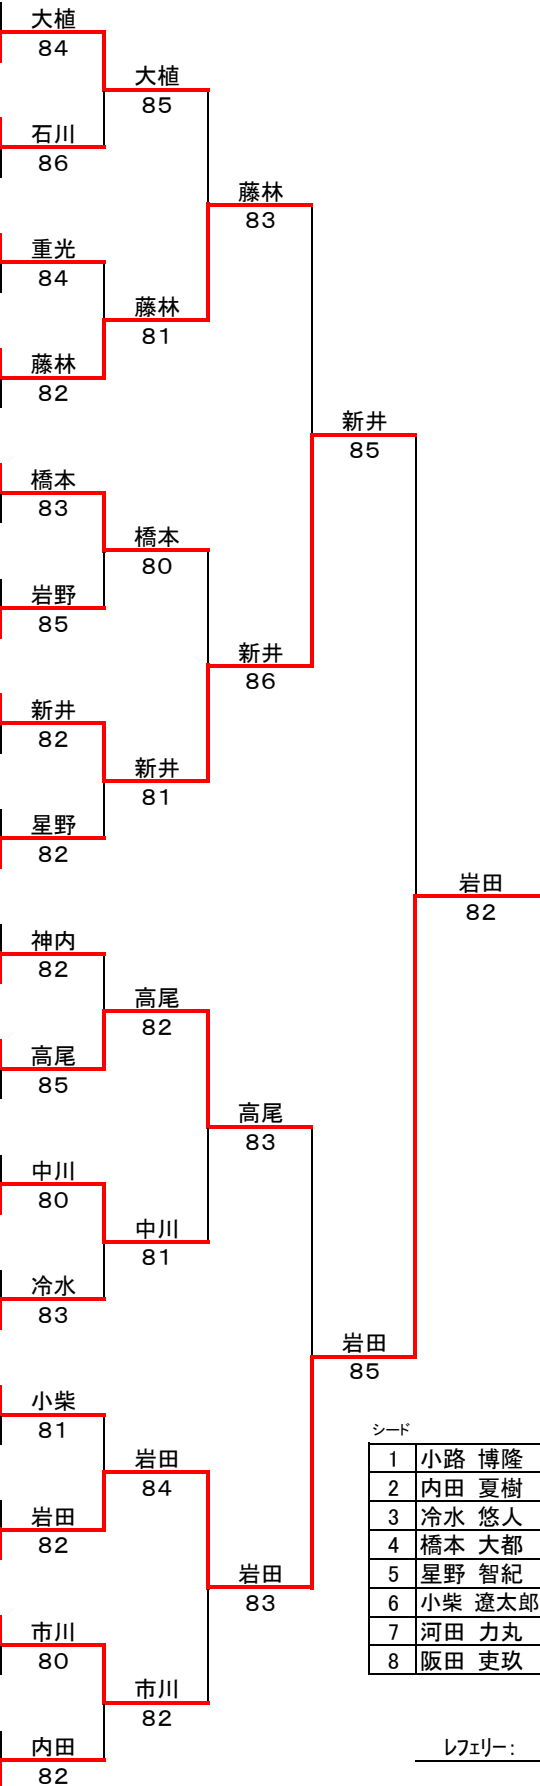 大植
84
大植
85
石川
86
藤林
83
重光
84
藤林
81
藤林
82
新井
85
橋本
83
橋本
80
岩野
85
新井
86
新井
82
新井
81
星野
82
岩田
82
神内
82
高尾
82
高尾
85
高尾
83
中川
80
中川
81
冷水
83
岩田
85
小柴
81
シード
1 小路 博隆
2 内田 夏樹
3 冷水 悠人
4 橋本 大都
5 星野 智紀
6 小柴 遼太郎
7 河田 力丸
8 阪田 吏玖
岩田
84
岩田
82
岩田
83
市川
80
市川
82
内田
82
レフェリー：